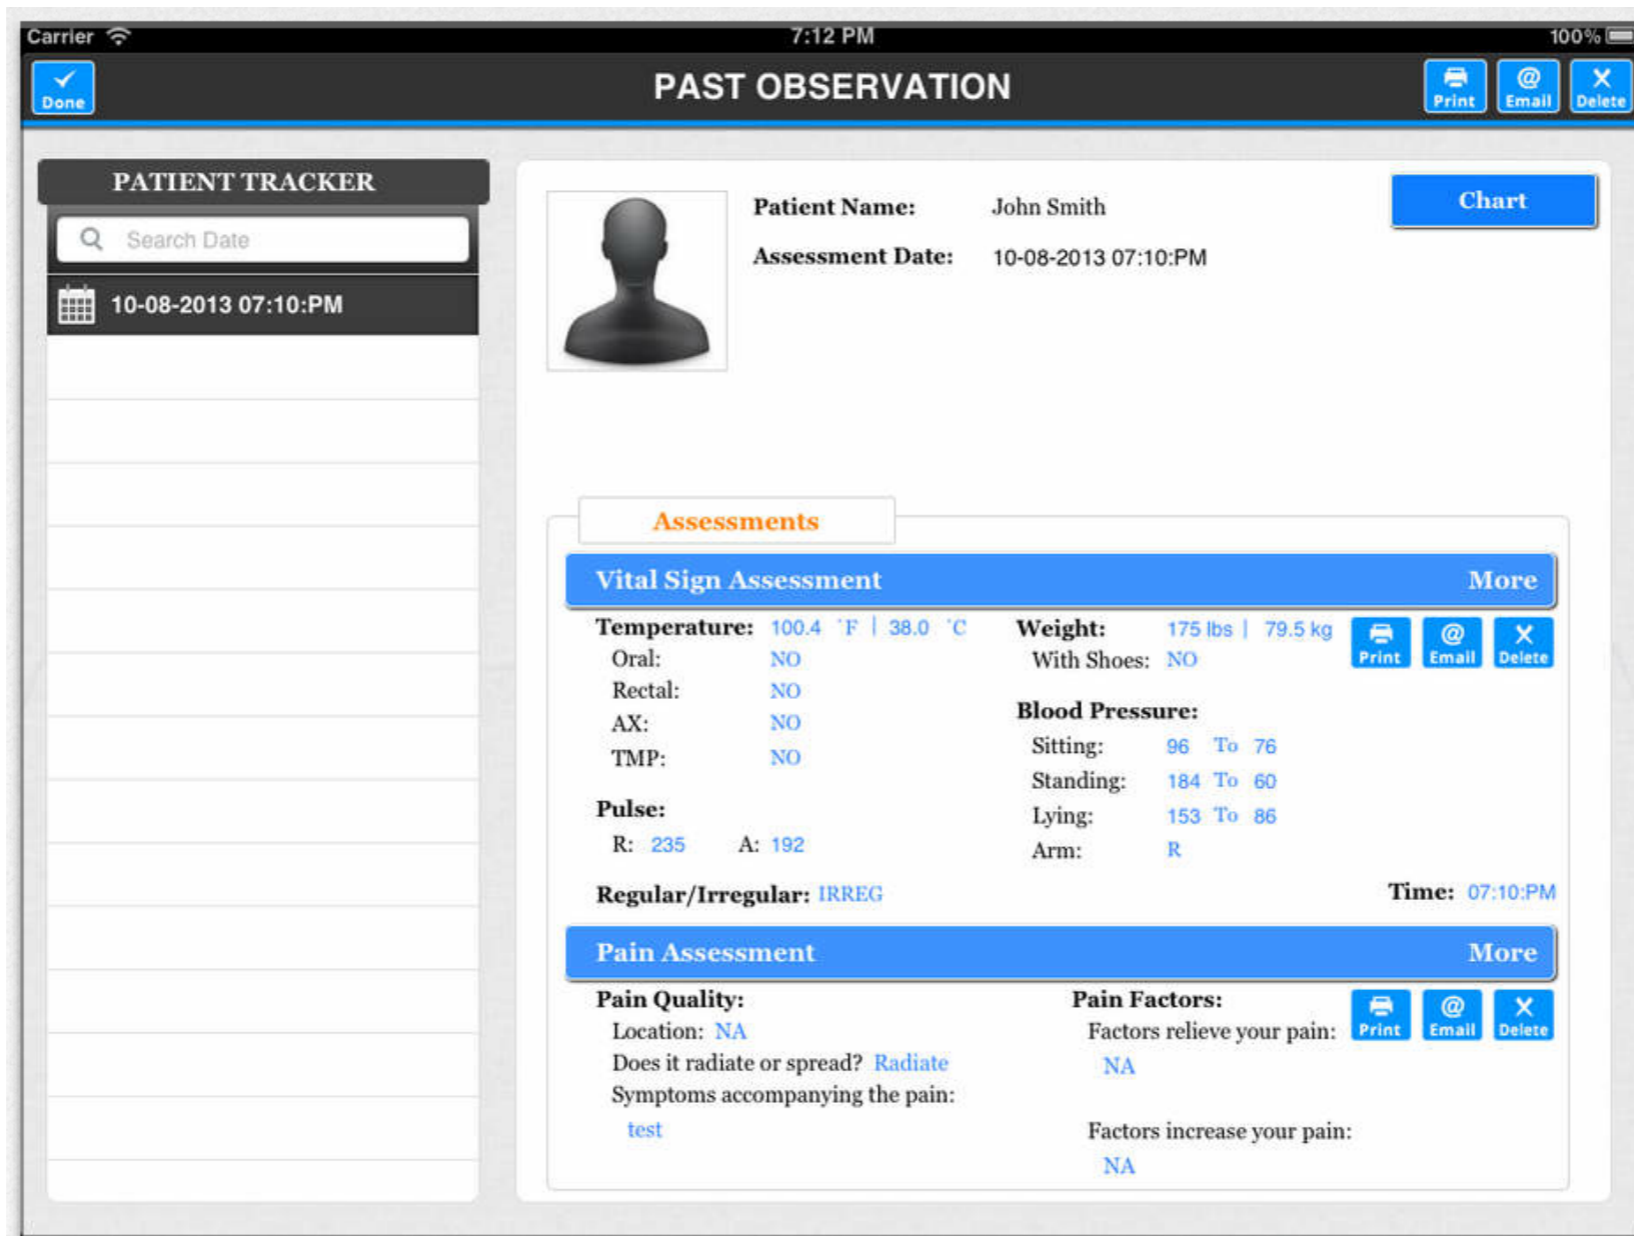 Carrier 7:12 PM 100%
Done PAST OBSERVATION Print Email Delete
PATIENT TRACKER
Search Date
10-08-2013 07:10:PM
Patient Name: John Smith Chart
Assessment Date: 10-08-2013 07:10:PM
Assessments
Vital Sign Assessment More
Temperature: 100.4 °F | 38.0 °C Weight: 175 lbs | 79.5 kg Print Email Delete
Oral: NO With Shoes: NO
Rectal: NO
AX: NO Blood Pressure:
TMP: NO Sitting: 96 To 76
Standing: 184 To 60
Pulse: Lying: 153 To 86
R: 235 A: 192 Arm: R
Regular/Irregular: IRREG Time: 07:10:PM
Pain Assessment More
Pain Quality: Pain Factors: Print Email Delete
Location: NA Factors relieve your pain:
Does it radiate or spread? Radiate NA
Symptoms accompanying the pain:
test Factors increase your pain:
NA